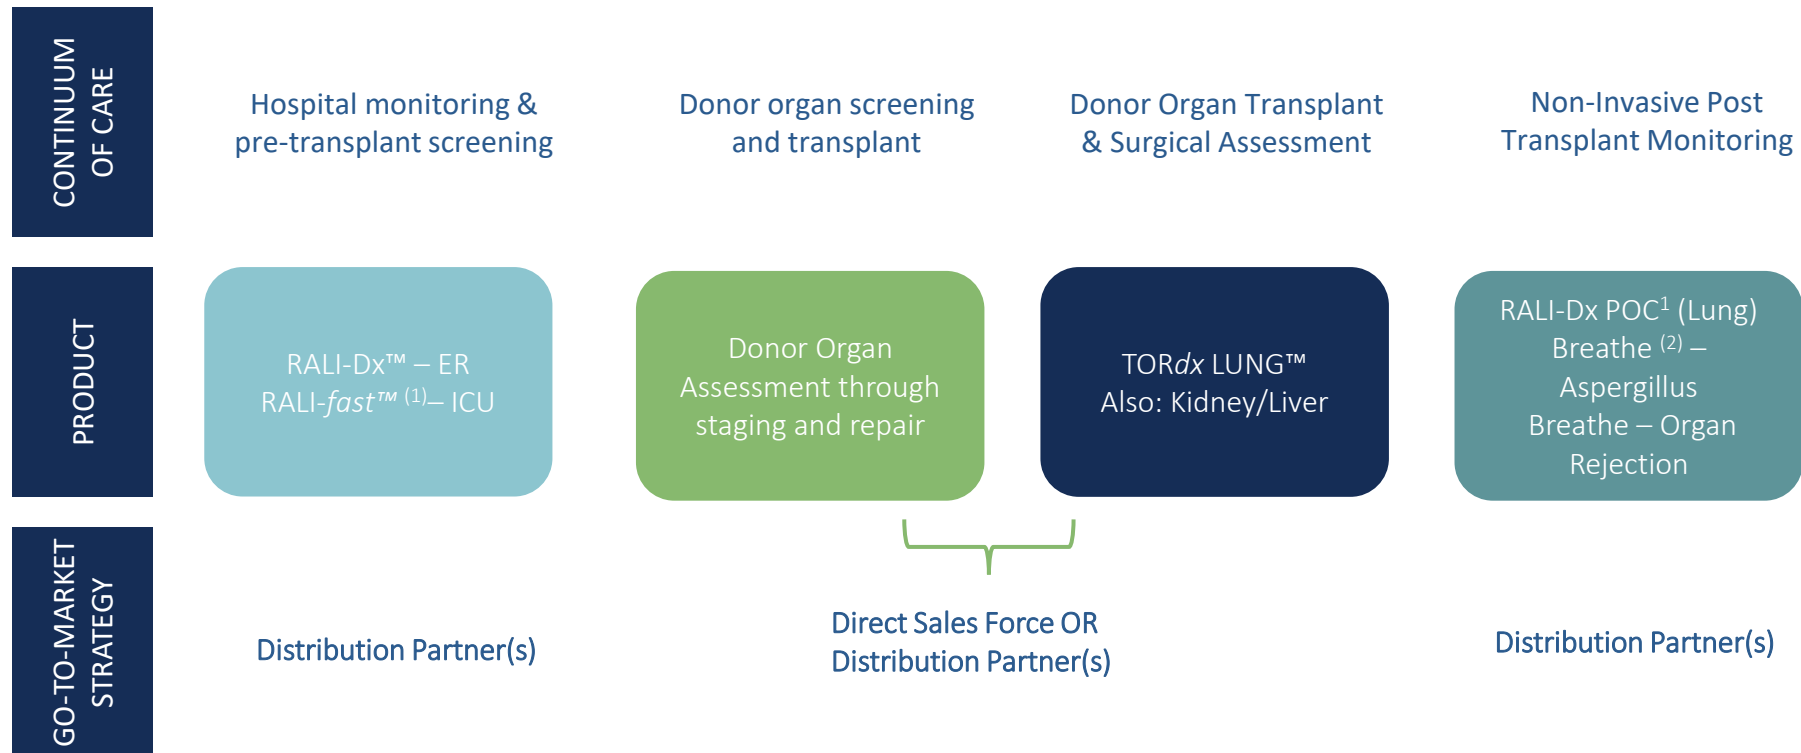 CONTINUUM
OF CARE
Hospital monitoring &
pre-transplant screening
Donor organ screening
and transplant
Donor Organ Transplant
& Surgical Assessment
Non-Invasive Post
Transplant Monitoring
PRODUCT
RALI-Dx™ – ER
RALI-fast™ (1)– ICU
Donor Organ
Assessment through
staging and repair
TORdx LUNG™
Also: Kidney/Liver
RALI-Dx POC1 (Lung)
Breathe (2) –
Aspergillus
Breathe – Organ
Rejection
GO-TO-MARKET
STRATEGY
Distribution Partner(s)
Direct Sales Force OR
Distribution Partner(s)
Distribution Partner(s)